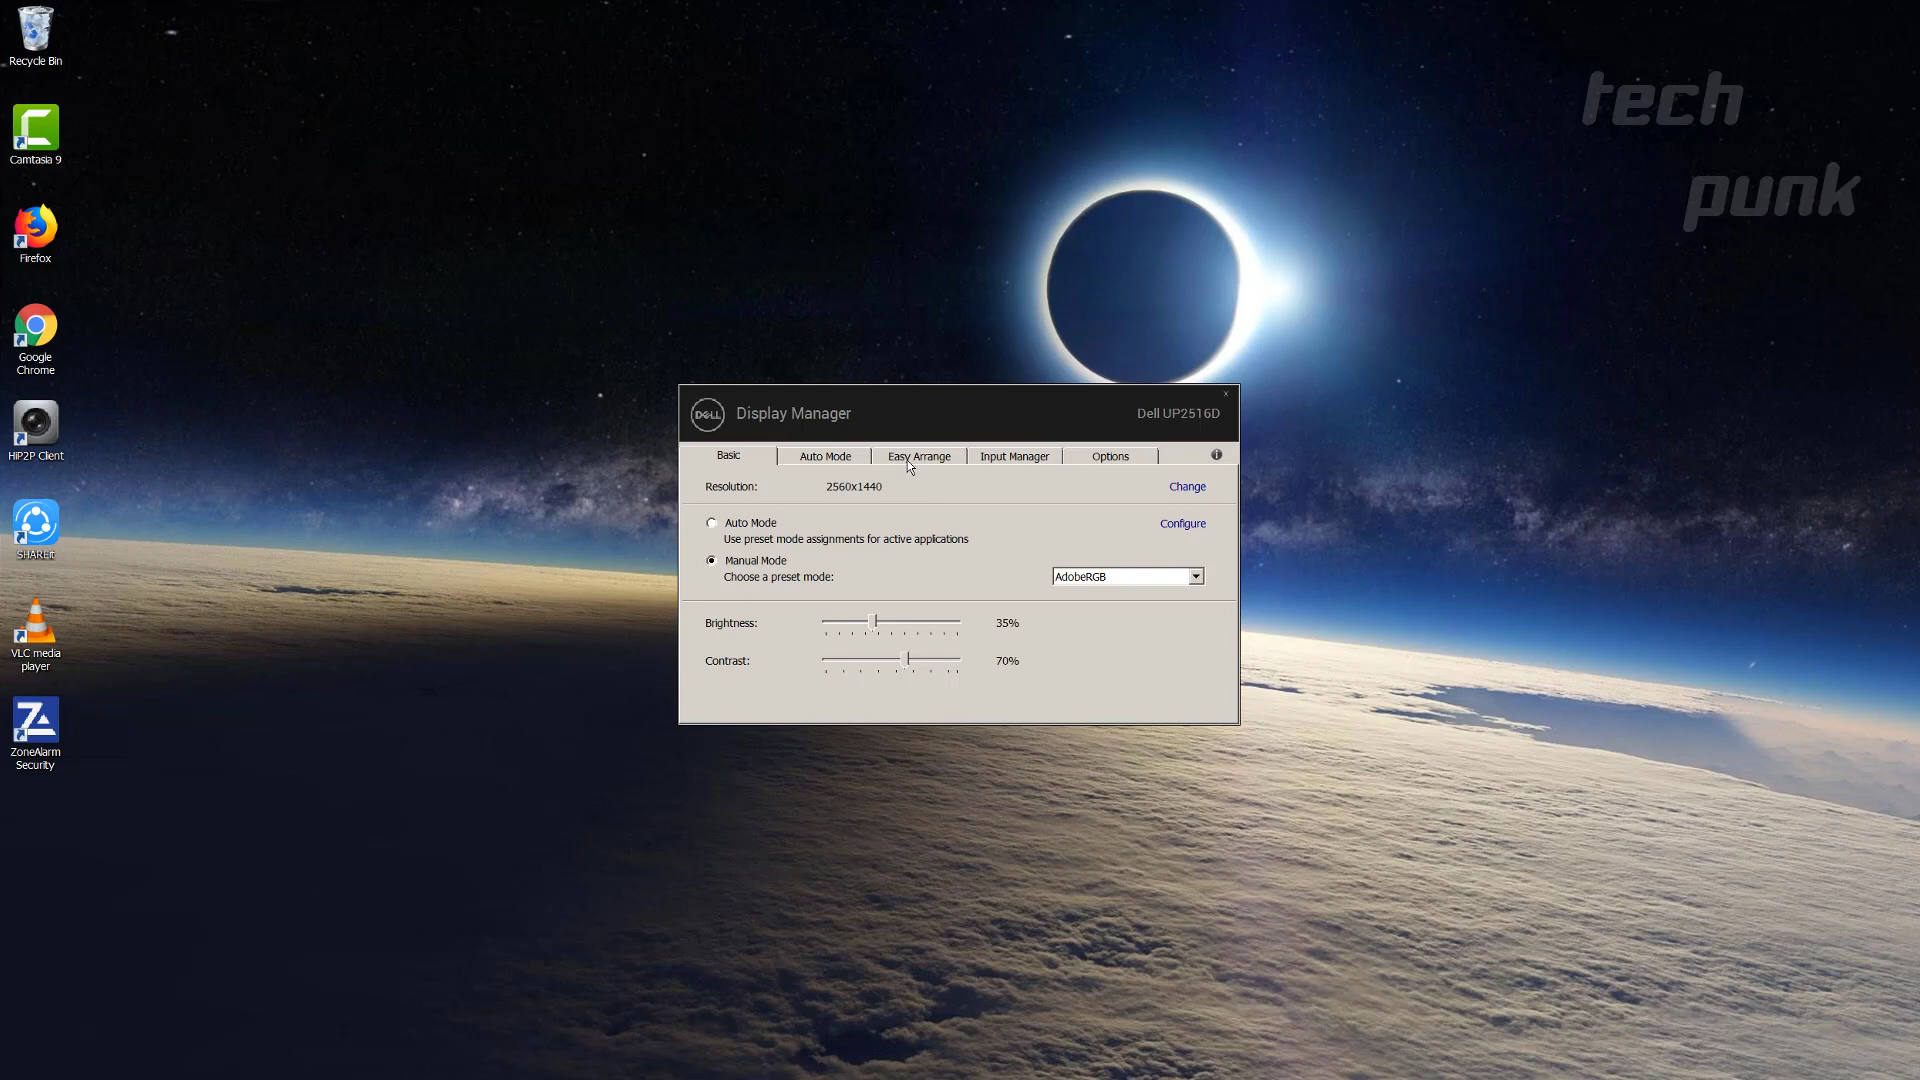 Recycle Bin
Camtasia 9
Firefox
Google
Chrome
HiP2P Client
SHAREit
VLC media
player
ZoneAlarm
Security
tech
punk
DELL
Display Manager
Dell UP2516D
Basic
Auto Mode
Easy Arrange
Input Manager
Options
Resolution:
2560x1440
Change
Auto Mode
Configure
Use preset mode assignments for active applications
Manual Mode
Choose a preset mode:
AdobeRGB
Brightness:
35%
Contrast:
70%